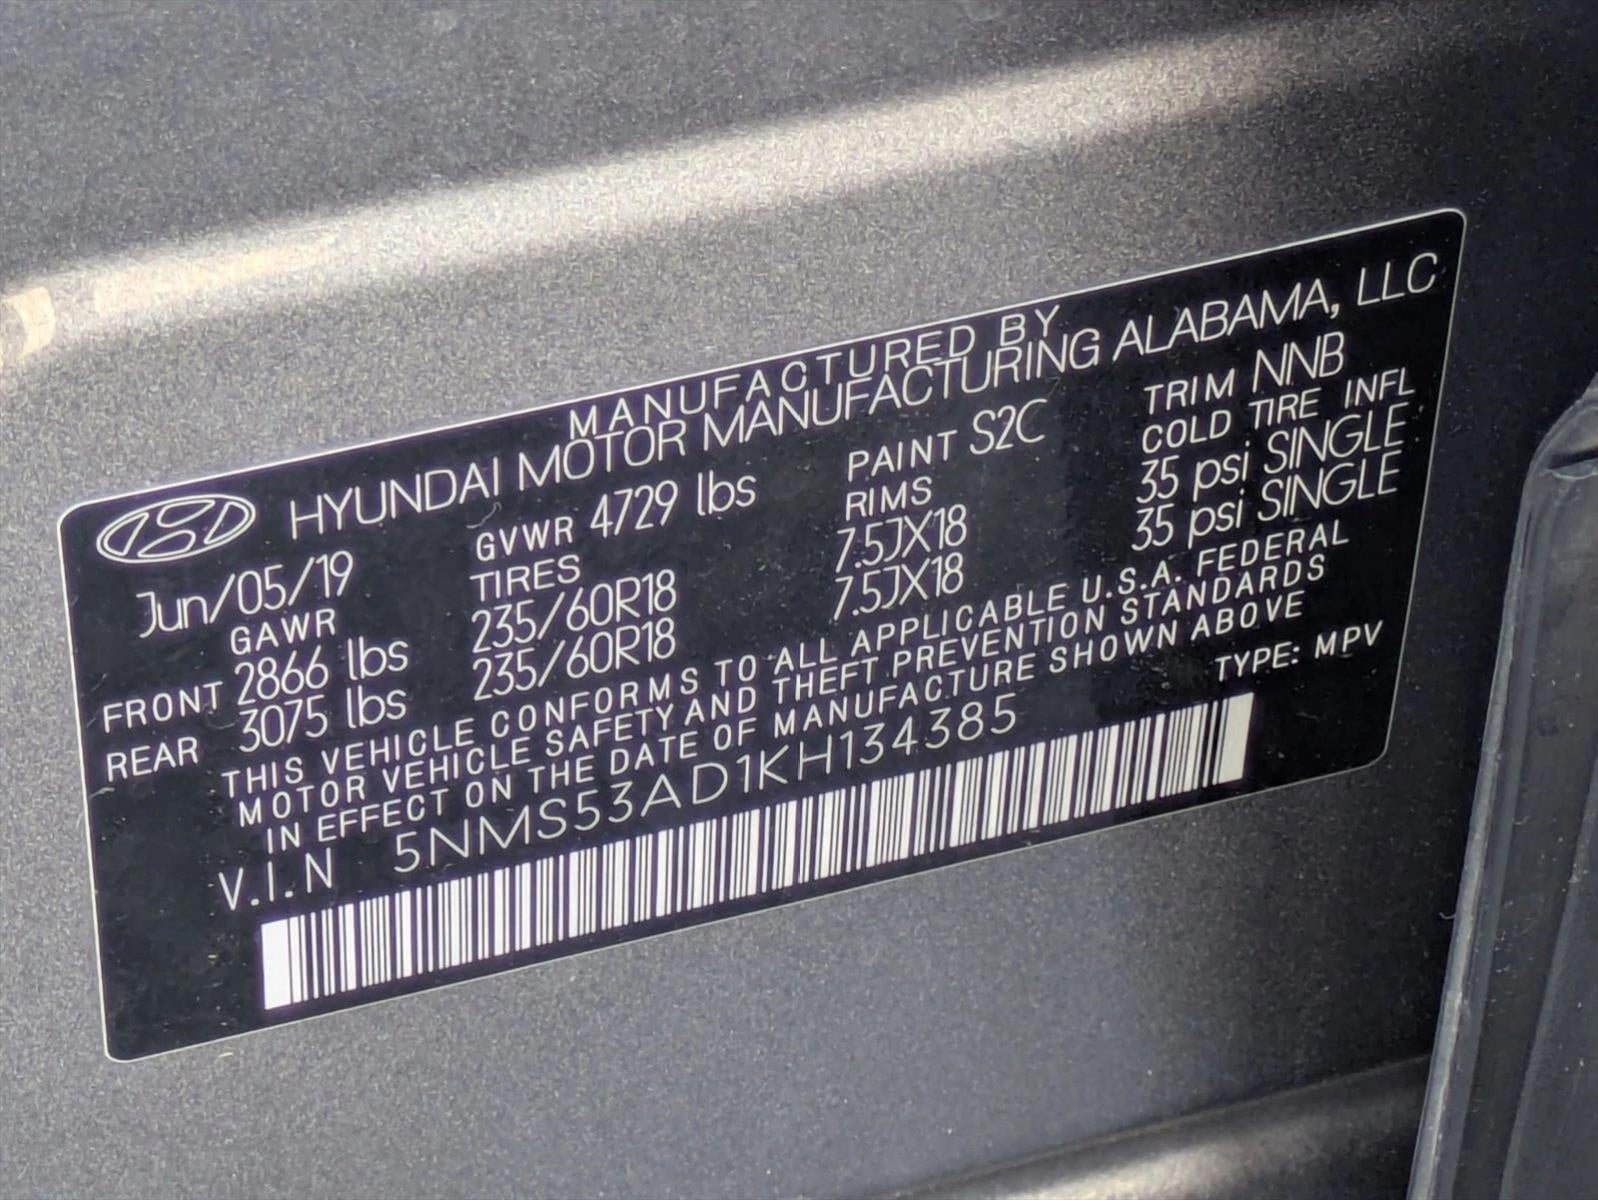 MANUFACTURED BY
HYUNDAI MOTOR MANUFACTURING ALABAMA, LLC
Jun/05/19 GVWR 4729 lbs PAINT S2C TRIM NNB
GAWR TIRES RIMS COLD TIRE INFL
FRONT 2866 lbs 235/60R18 7.5JX18 35 psi SINGLE
REAR 3075 lbs 235/60R18 7.5JX18 35 psi SINGLE
THIS VEHICLE CONFORMS TO ALL APPLICABLE U.S.A. FEDERAL
MOTOR VEHICLE SAFETY AND THEFT PREVENTION STANDARDS
IN EFFECT ON THE DATE OF MANUFACTURE SHOWN ABOVE
V.I.N 5NMS53AD1KH134385 TYPE: MPV